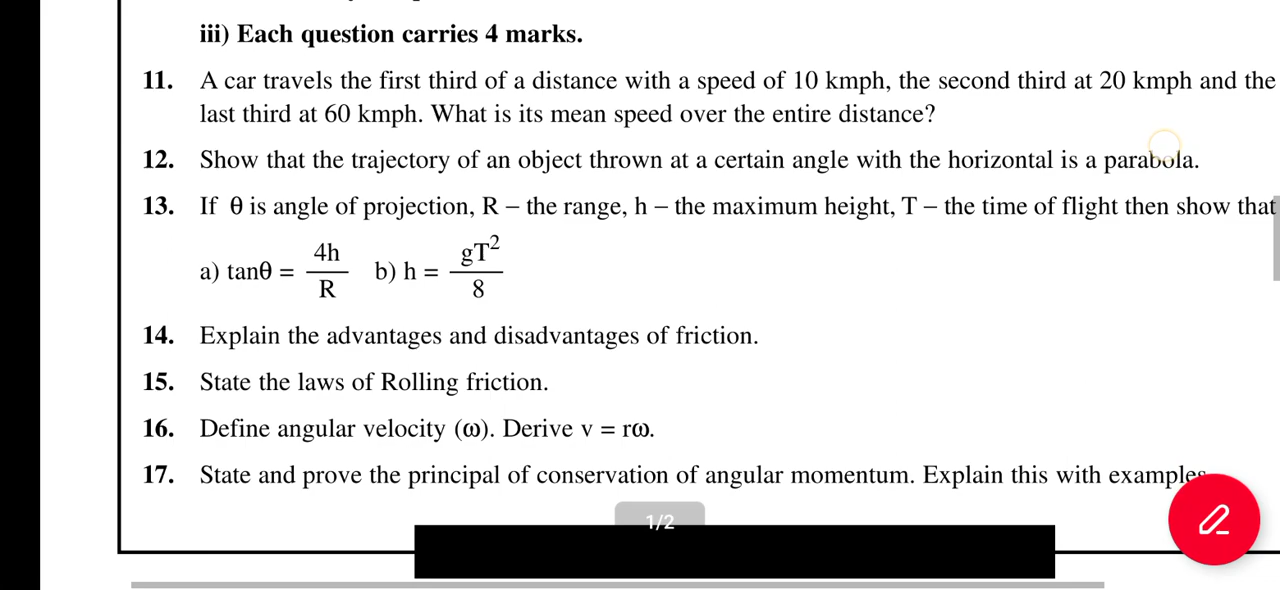 iii) Each question carries 4 marks.
11. A car travels the first third of a distance with a speed of 10 kmph, the second third at 20 kmph and the
last third at 60 kmph. What is its mean speed over the entire distance?
12. Show that the trajectory of an object thrown at a certain angle with the horizontal is a parabola.
13. If θ is angle of projection, R – the range, h – the maximum height, T – the time of flight then show that
a) tanθ = 4h/R b) h = gT²/8
14. Explain the advantages and disadvantages of friction.
15. State the laws of Rolling friction.
16. Define angular velocity (ω). Derive v = rω.
17. State and prove the principal of conservation of angular momentum. Explain this with examples
1/2